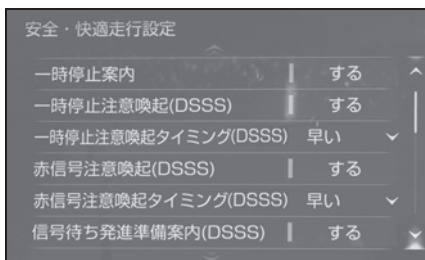 安全・快適走行設定
一時停止案内 する
一時停止注意喚起(DSSS) する
一時停止注意喚起タイミング(DSSS) 早い
赤信号注意喚起(DSSS) する
赤信号注意喚起タイミング(DSSS) 早い
信号待ち発進準備案内(DSSS) する